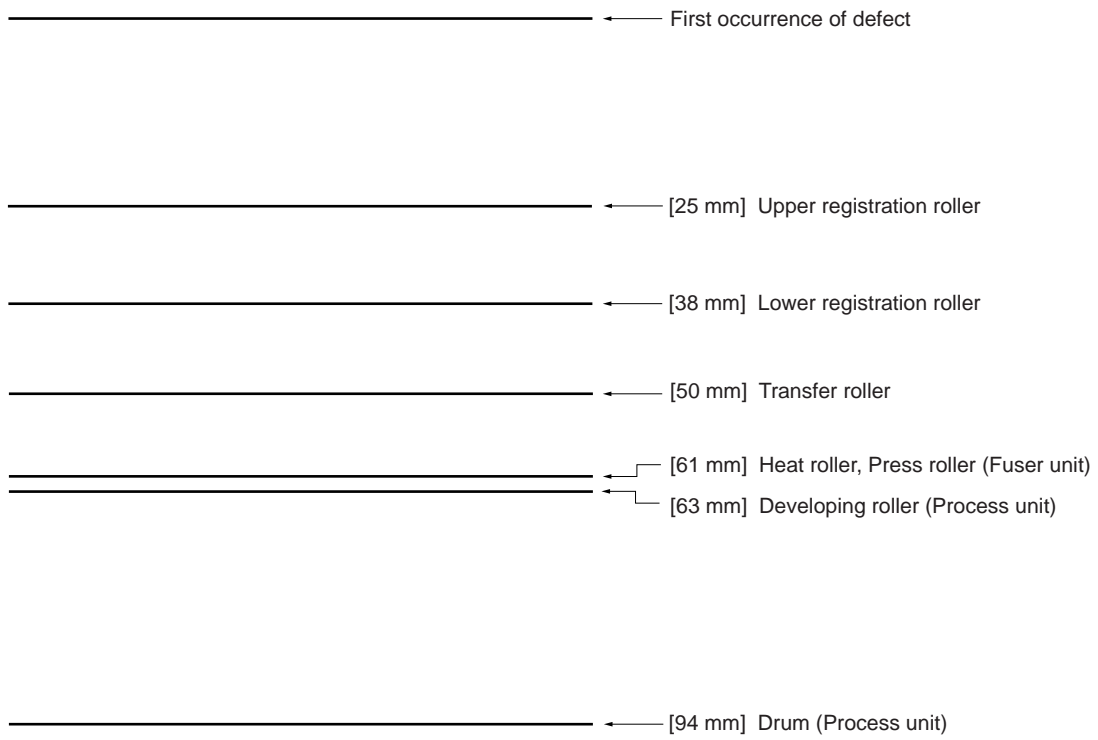 First occurrence of defect
[25 mm] Upper registration roller
[38 mm] Lower registration roller
[50 mm] Transfer roller
[61 mm] Heat roller, Press roller (Fuser unit)
[63 mm] Developing roller (Process unit)
[94 mm] Drum (Process unit)